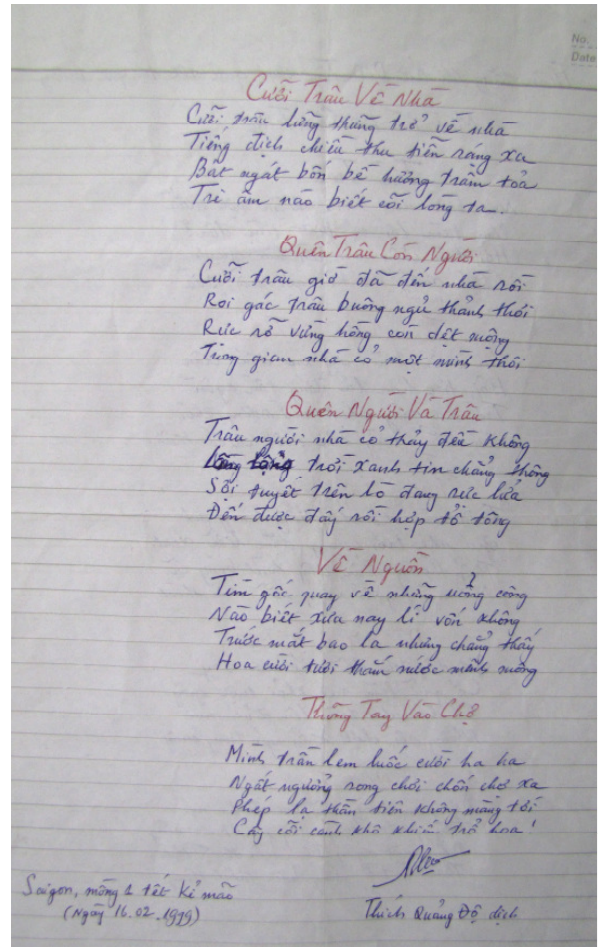 No.
Date
Cưỡi Trâu Về Nhà
Cưỡi trâu lững thững trở về nhà
Tiếng địch chiều thu tiễn ráng xa
Bát ngát bốn bề hương trầm tỏa
Tri âm nào biết cõi lòng ta.
Quên Trâu Còn Người
Cưỡi trâu giờ đã đến nhà rồi
Roi gác trâu buông ngủ thảnh thơi
Rực rỡ vừng hồng còn dệt mộng
Trong gian nhà cỏ một mình thôi
Quên Người Và Trâu
Trâu người nhà cỏ thảy đều không
lộng trời xanh tin chẳng thông
Sợi tuyết trên lò đang rực lửa
Đến được đấy rồi hợp tổ tông
Về Nguồn
Tìm gốc quay về những uổng công
Nào biết xưa nay lí vốn không
Trước mắt bao la nhưng chẳng thấy
Hoa cười tươi thắm nước mênh mông
Thõng Tay Vào Chợ
Mình trần lem luốc cười ha ha
Ngất ngưởng rong chơi chốn chợ xa
Phép lạ thần tiên không màng tới
Cây cỗi cành khô khiến trổ hoa!
Saigon, mồng 1 tết Kỉ mão
(Ngày 16.02.1999)
Thích Quảng Độ dịch